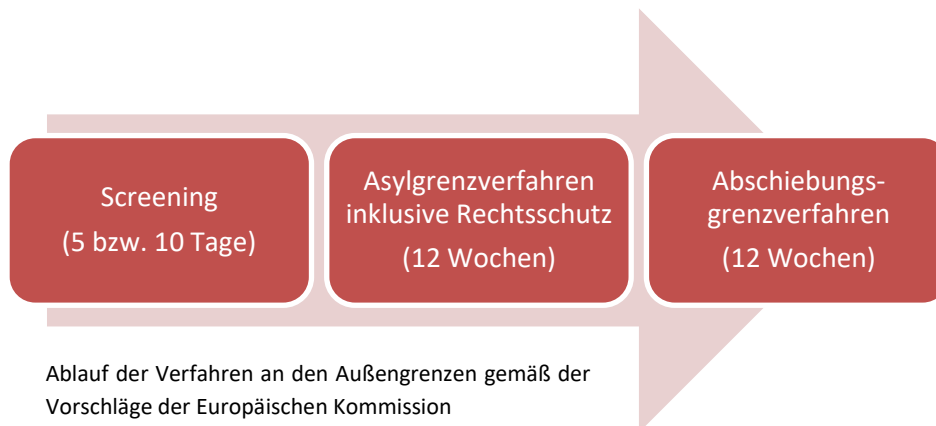 Screening
(5 bzw. 10 Tage)
Asylgrenzverfahren
inklusive Rechtsschutz
(12 Wochen)
Abschiebungs-
grenzverfahren
(12 Wochen)
Ablauf der Verfahren an den Außengrenzen gemäß der
Vorschläge der Europäischen Kommission